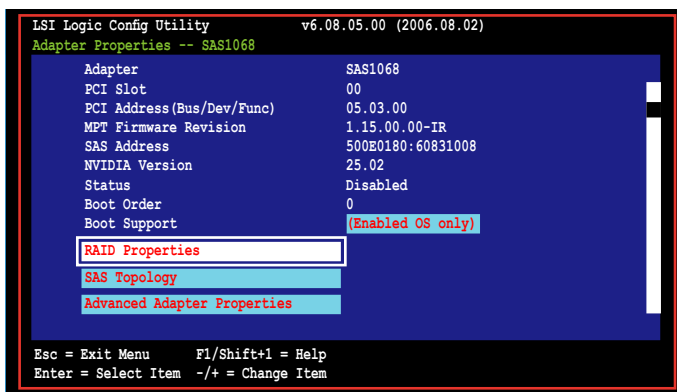 LSI Logic Config Utility v6.08.05.00 (2006.08.02)
Adapter Properties -- SAS1068
Adapter SAS1068
PCI Slot 00
PCI Address(Bus/Dev/Func) 05.03.00
MPT Firmware Revision 1.15.00.00-IR
SAS Address 500E0180:60831008
NVIDIA Version 25.02
Status Disabled
Boot Order 0
Boot Support (Enabled OS only)
RAID Properties
SAS Topology
Advanced Adapter Properties
Esc = Exit Menu F1/Shift+1 = Help
Enter = Select Item -/+ = Change Item